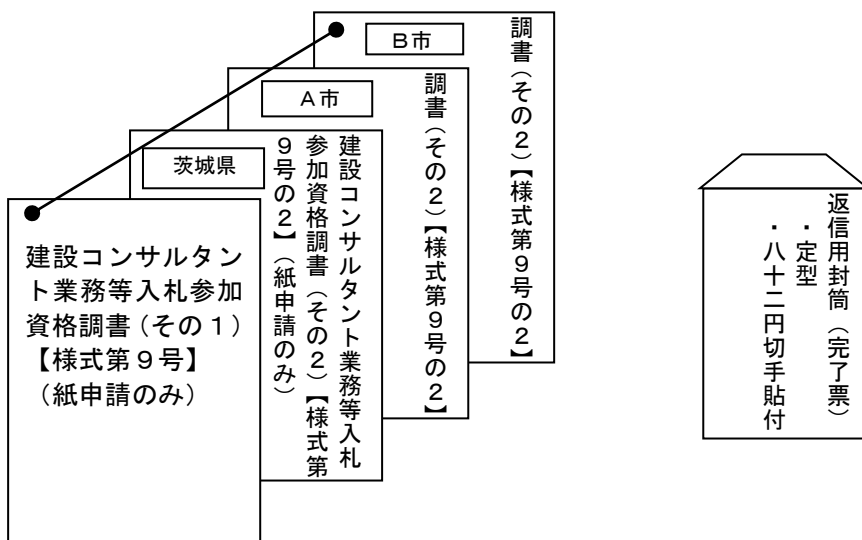 建設コンサルタン
ト業務等入札参加
資格調書（その１）
【様式第９号】
（紙申請のみ）
茨城県
建設コンサルタント業務等入札
参加資格調書（その２）【様式第
９号の２】（紙申請のみ）
Ａ市
調書（その２）【様式第９号の２】
Ｂ市
調書（その２）【様式第９号の２】
返信用封筒（完了票）
・定型
・八十二円切手貼付